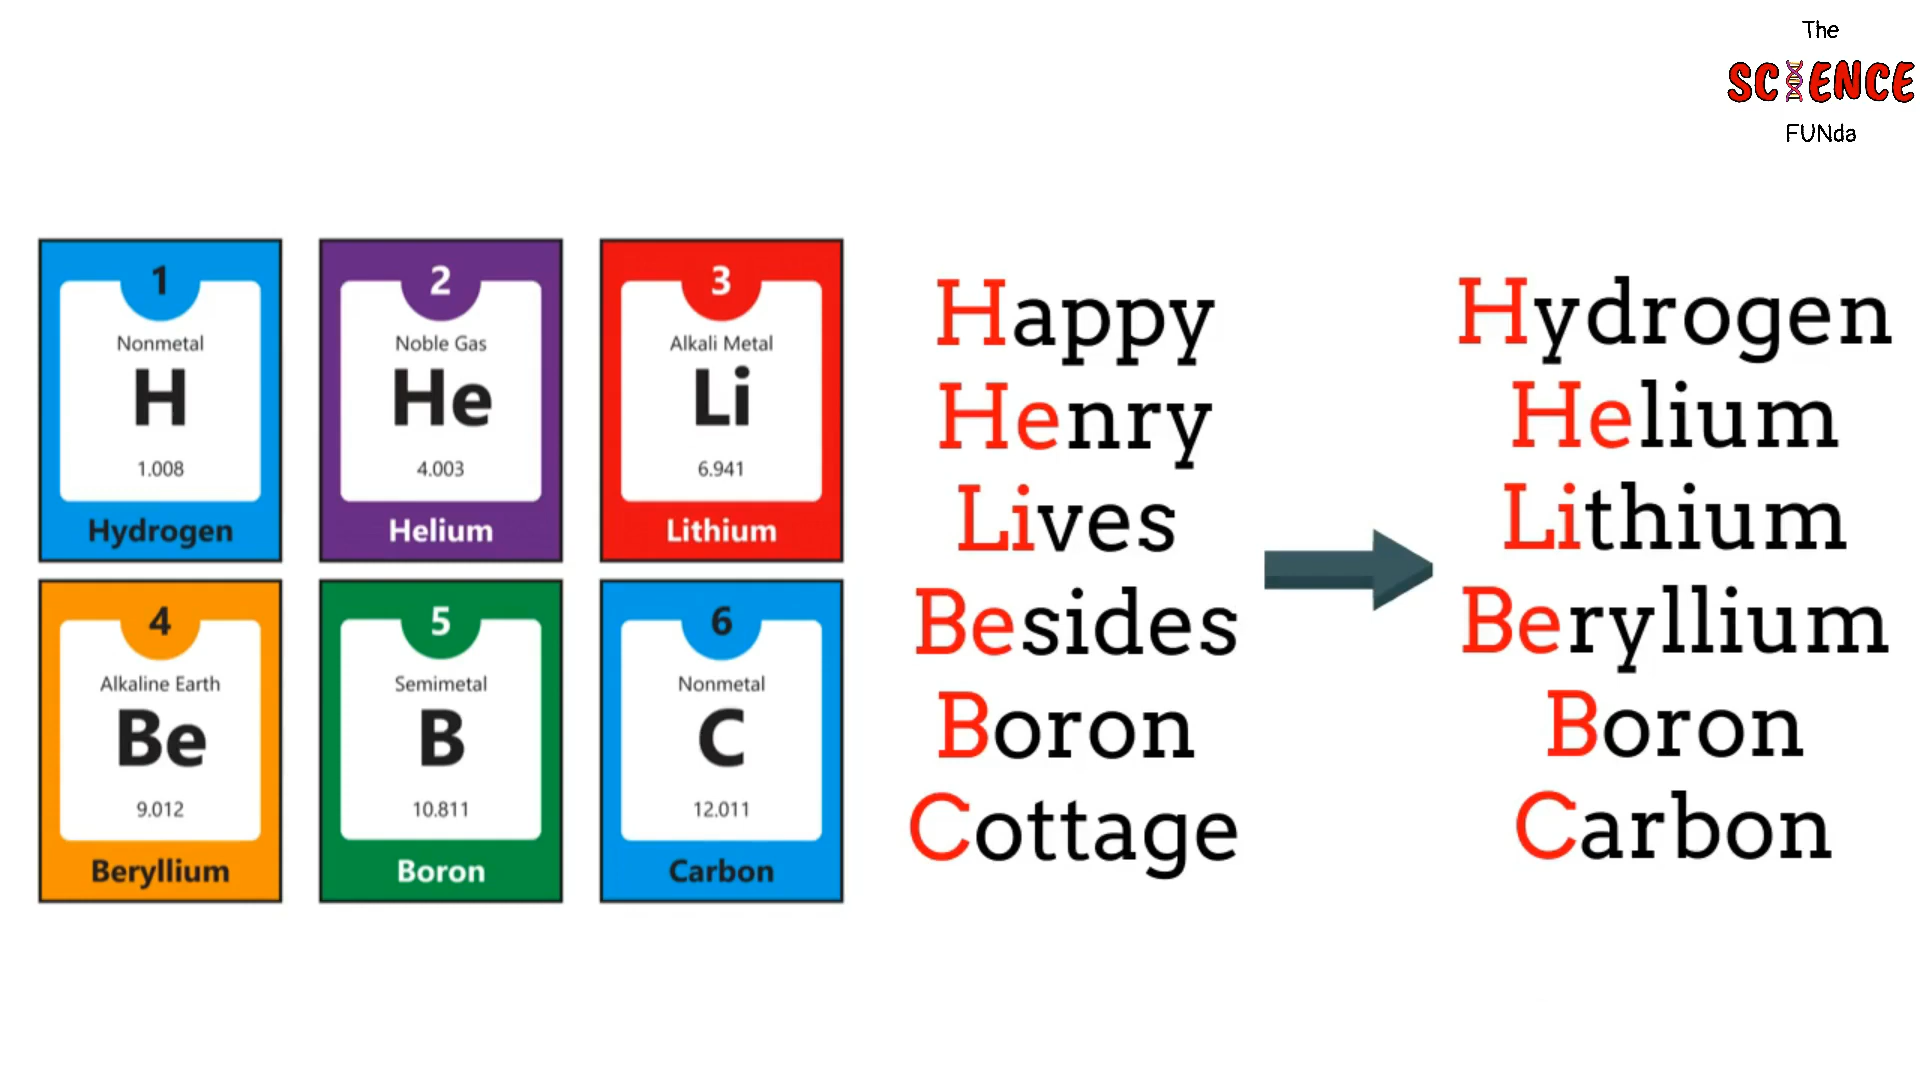 The
SCIENCE
FUNda
1
Nonmetal
H
1.008
Hydrogen
2
Noble Gas
He
4.003
Helium
3
Alkali Metal
Li
6.941
Lithium
4
Alkaline Earth
Be
9.012
Beryllium
5
Semimetal
B
10.811
Boron
6
Nonmetal
C
12.011
Carbon
Happy
Henry
Lives
Besides
Boron
Cottage
Hydrogen
Helium
Lithium
Beryllium
Boron
Carbon